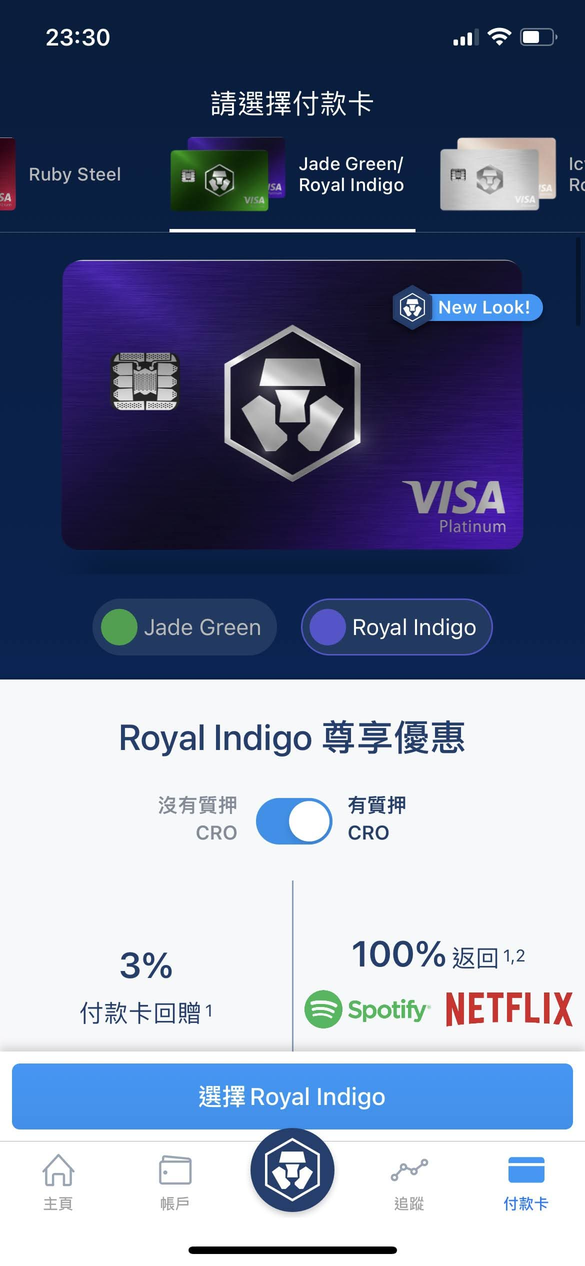 23:30
請選擇付款卡
Ruby Steel
Jade Green/
Royal Indigo
VISA
VISA
New Look!
VISA
Platinum
Jade Green
Royal Indigo
Royal Indigo 尊享優惠
沒有質押
CRO
有質押
CRO
3%
付款卡回贈1
100% 返回1,2
Spotify
NETFLIX
選擇 Royal Indigo
主頁
帳戶
追蹤
付款卡